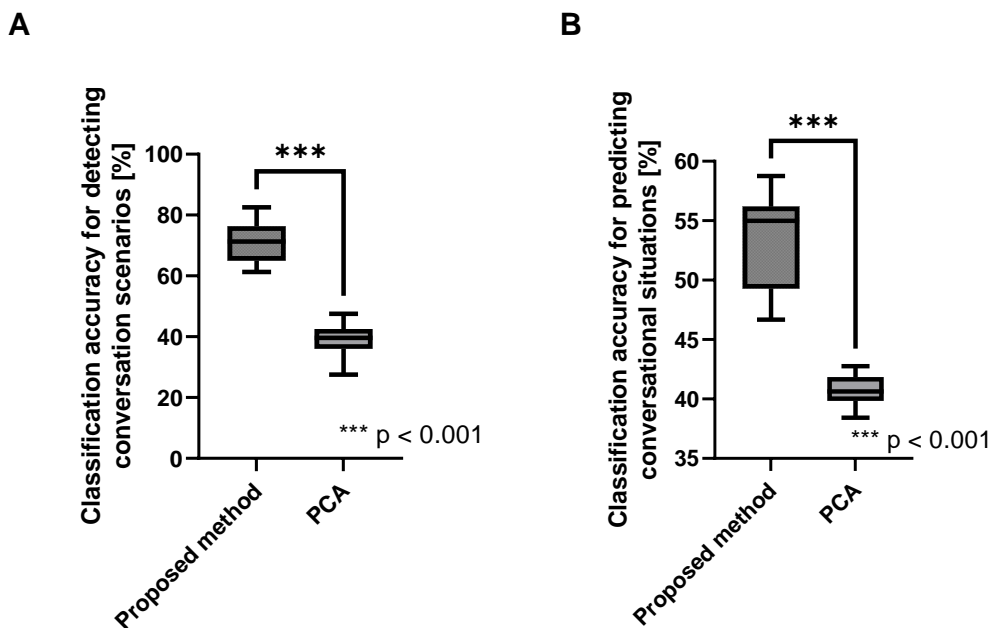 A
Classification accuracy for detecting
conversation scenarios [%]
100
80
60
40
20
0
***
*** p < 0.001
Proposed method
PCA
B
Classification accuracy for predicting
conversational situations [%]
60
55
50
45
40
35
***
*** p < 0.001
Proposed method
PCA